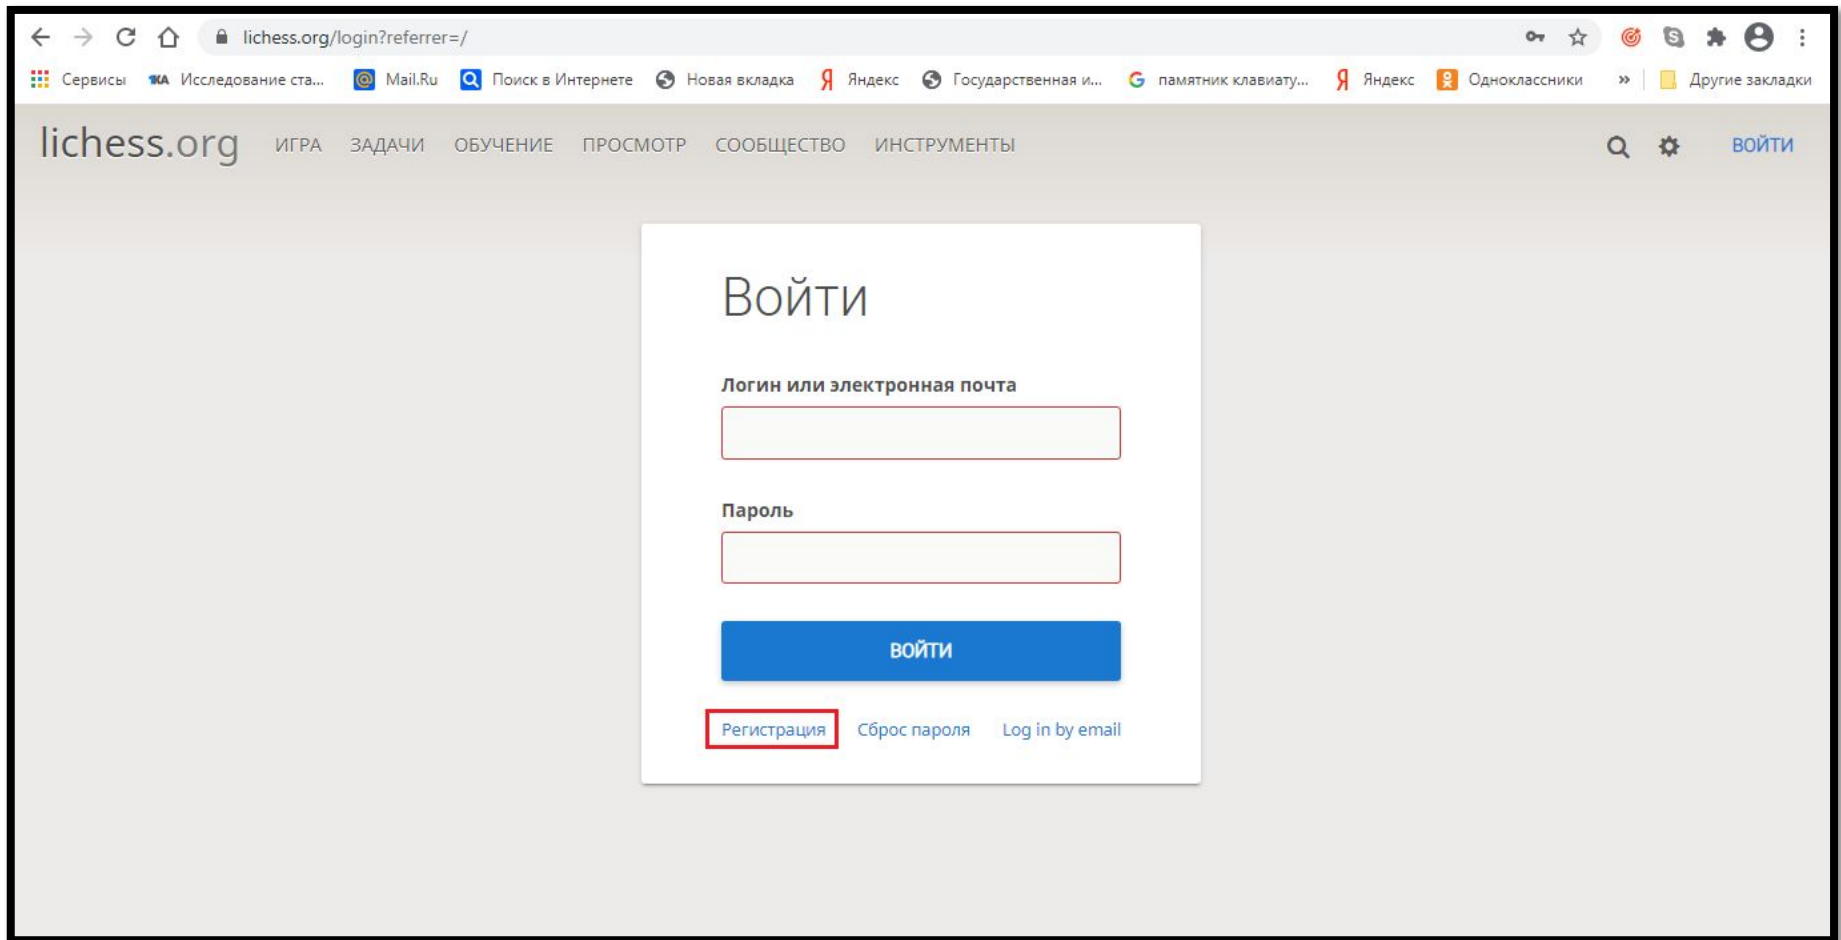 lichess.org/login?referrer=/
Сервисы 1КА Исследование ста... Mail.Ru Поиск в Интернете Новая вкладка Я Яндекс Государственная и... G памятник клавиату... Я Яндекс Одноклассники » Другие закладки
lichess.org ИГРА ЗАДАЧИ ОБУЧЕНИЕ ПРОСМОТР СООБЩЕСТВО ИНСТРУМЕНТЫ ВОЙТИ
Войти
Логин или электронная почта
Пароль
ВОЙТИ
Регистрация Сброс пароля Log in by email